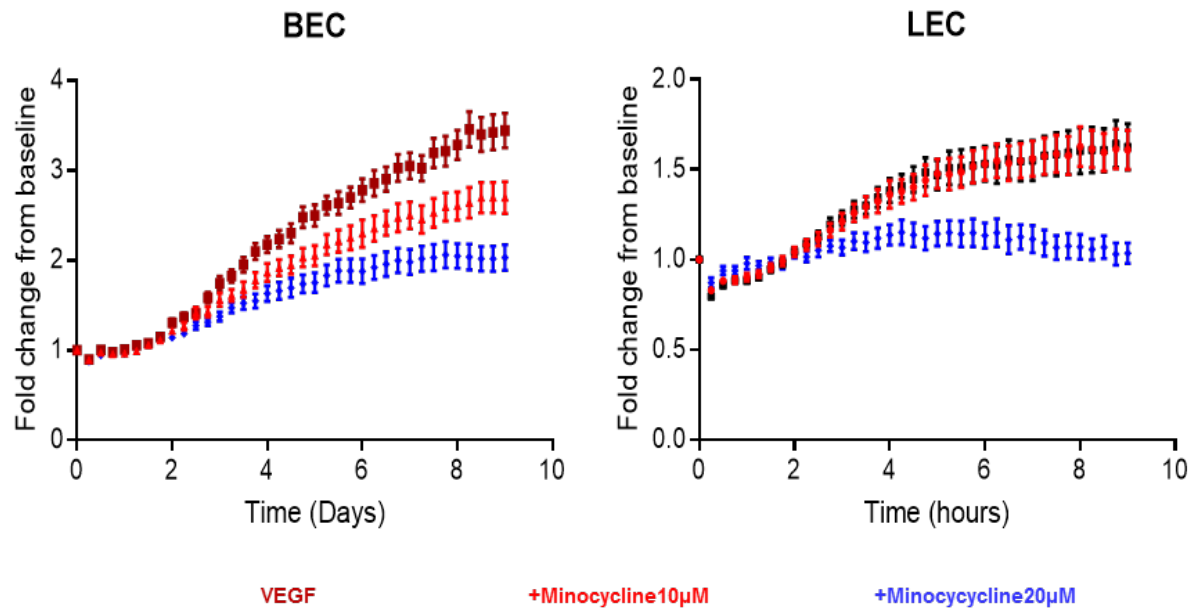 BEC
LEC
Fold change from baseline
4
3
2
1
0
0
2
4
6
8
10
Time (Days)
Fold change from baseline
2.0
1.5
1.0
0.5
0.0
0
2
4
6
8
10
Time (hours)
VEGF
+Minocycline10µM
+Minocycycline20µM